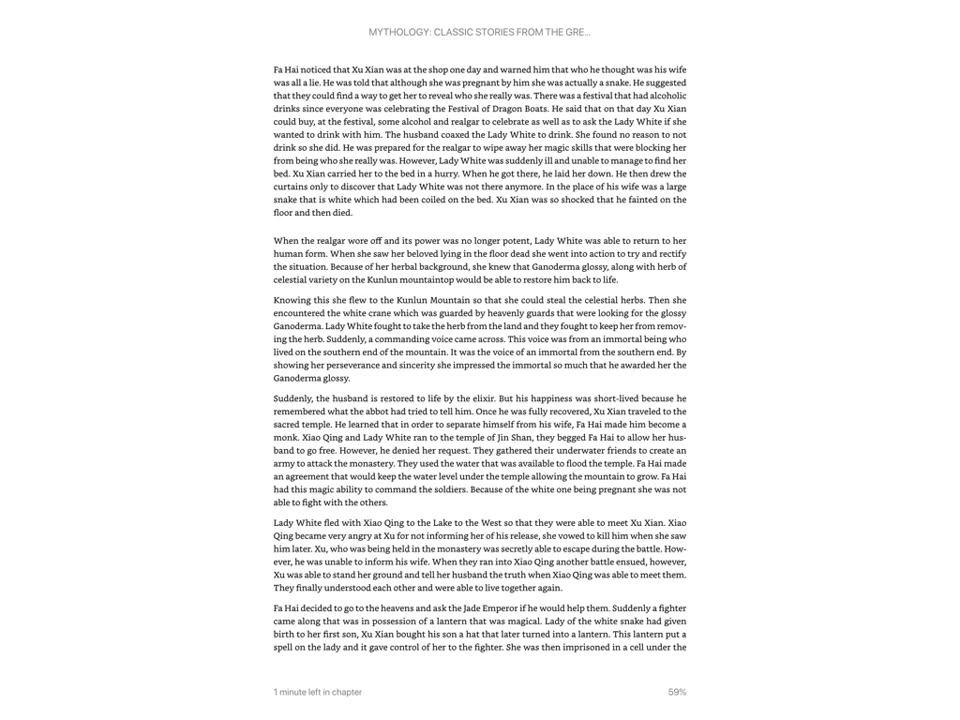 MYTHOLOGY: CLASSIC STORIES FROM THE GRE...
Fa Hai noticed that Xu Xian was at the shop one day and warned him that who he thought was his wife
was all a lie. He was told that although she was pregnant by him she was actually a snake. He suggested
that they could find a way to get her to reveal who she really was. There was a festival that had alcoholic
drinks since everyone was celebrating the Festival of Dragon Boats. He said that on that day Xu Xian
could buy, at the festival, some alcohol and realgar to celebrate as well as to ask the Lady White if she
wanted to drink with him. The husband coaxed the Lady White to drink. She found no reason to not
drink so she did. He was prepared for the realgar to wipe away her magic skills that were blocking her
from being who she really was. However, Lady White was suddenly ill and unable to manage to find her
bed. Xu Xian carried her to the bed in a hurry. When he got there, he laid her down. He then drew the
curtains only to discover that Lady White was not there anymore. In the place of his wife was a large
snake that is white which had been coiled on the bed. Xu Xian was so shocked that he fainted on the
floor and then died.
When the realgar wore off and its power was no longer potent, Lady White was able to return to her
human form. When she saw her beloved lying in the floor dead she went into action to try and rectify
the situation. Because of her herbal background, she knew that Ganoderma glossy, along with herb of
celestial variety on the Kunlun mountaintop would be able to restore him back to life.
Knowing this she flew to the Kunlun Mountain so that she could steal the celestial herbs. Then she
encountered the white crane which was guarded by heavenly guards that were looking for the glossy
Ganoderma. Lady White fought to take the herb from the land and they fought to keep her from remov-
ing the herb. Suddenly, a commanding voice came across. This voice was from an immortal being who
lived on the southern end of the mountain. It was the voice of an immortal from the southern end. By
showing her perseverance and sincerity she impressed the immortal so much that he awarded her the
Ganoderma glossy.
Suddenly, the husband is restored to life by the elixir. But his happiness was short-lived because he
remembered what the abbot had tried to tell him. Once he was fully recovered, Xu Xian traveled to the
sacred temple. He learned that in order to separate himself from his wife, Fa Hai made him become a
monk. Xiao Qing and Lady White ran to the temple of Jin Shan, they begged Fa Hai to allow her hus-
band to go free. However, he denied her request. They gathered their underwater friends to create an
army to attack the monastery. They used the water that was available to flood the temple. Fa Hai made
an agreement that would keep the water level under the temple allowing the mountain to grow. Fa Hai
had this magic ability to command the soldiers. Because of the white one being pregnant she was not
able to fight with the others.
Lady White fled with Xiao Qing to the Lake to the West so that they were able to meet Xu Xian. Xiao
Qing became very angry at Xu for not informing her of his release, she vowed to kill him when she saw
him later. Xu, who was being held in the monastery was secretly able to escape during the battle. How-
ever, he was unable to inform his wife. When they ran into Xiao Qing another battle ensued, however,
Xu was able to stand her ground and tell her husband the truth when Xiao Qing was able to meet them.
They finally understood each other and were able to live together again.
Fa Hai decided to go to the heavens and ask the Jade Emperor if he would help them. Suddenly a fighter
came along that was in possession of a lantern that was magical. Lady of the white snake had given
birth to her first son, Xu Xian bought his son a hat that later turned into a lantern. This lantern put a
spell on the lady and it gave control of her to the fighter. She was then imprisoned in a cell under the
1 minute left in chapter
59%